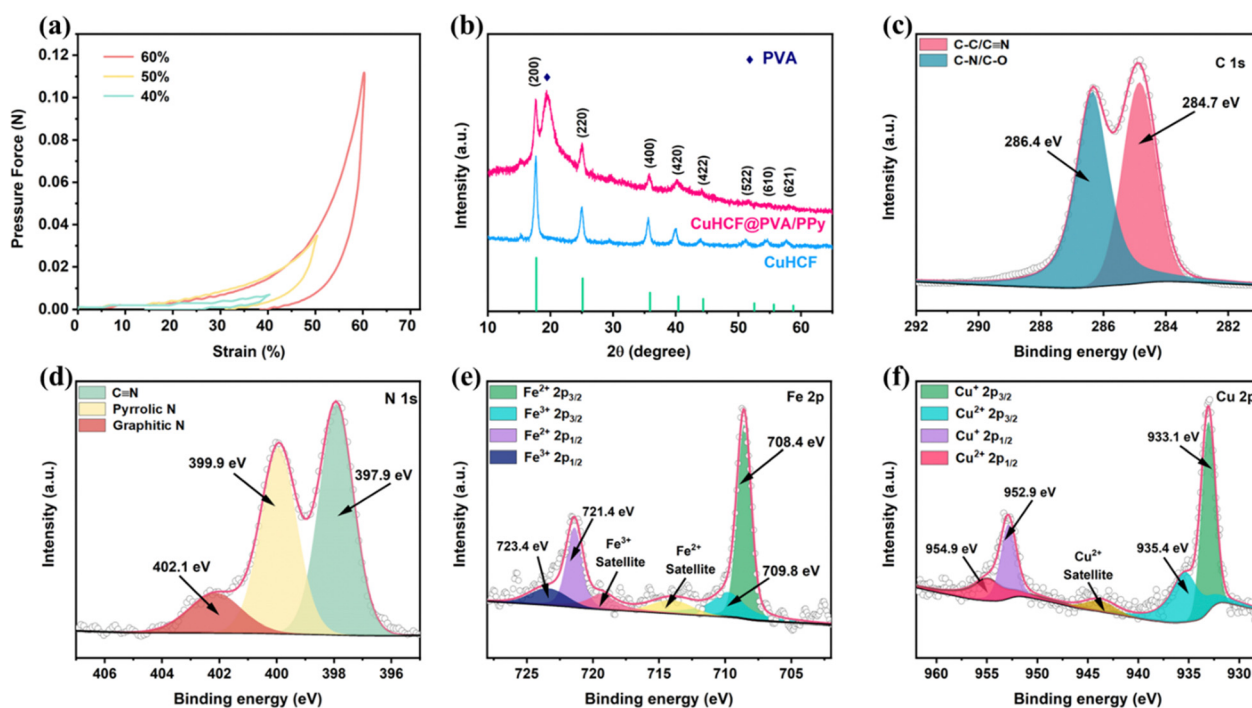 (a)
0.12
0.10
0.08
0.06
0.04
0.02
0.00
Pressure Force (N)
60%
50%
40%
0 10 20 30 40 50 60 70
Strain (%)
(b)
♦ PVA
(200)
(220)
(400)
(420)
(422)
(522)
(610)
(621)
CuHCF@PVA/PPy
CuHCF
Intensity (a.u.)
10 20 30 40 50 60
2θ (degree)
(c)
C-C/C≡N
C-N/C-O
C 1s
284.7 eV
286.4 eV
Intensity (a.u.)
292 290 288 286 284 282
Binding energy (eV)
(d)
C≡N
Pyrrolic N
Graphitic N
N 1s
399.9 eV
397.9 eV
402.1 eV
Intensity (a.u.)
406 404 402 400 398 396
Binding energy (eV)
(e)
Fe²⁺ 2p₃/₂
Fe³⁺ 2p₃/₂
Fe²⁺ 2p₁/₂
Fe³⁺ 2p₁/₂
Fe 2p
708.4 eV
721.4 eV
723.4 eV
Fe³⁺
Satellite
Fe²⁺
Satellite
709.8 eV
Intensity (a.u.)
727 722 717 712 707 702
Binding energy (eV)
(f)
Cu⁺ 2p₃/₂
Cu²⁺ 2p₃/₂
Cu⁺ 2p₁/₂
Cu²⁺ 2p₁/₂
Cu 2p
933.1 eV
952.9 eV
954.9 eV
Cu²⁺
Satellite
935.4 eV
Intensity (a.u.)
960 955 950 945 940 935 930
Binding energy (eV)